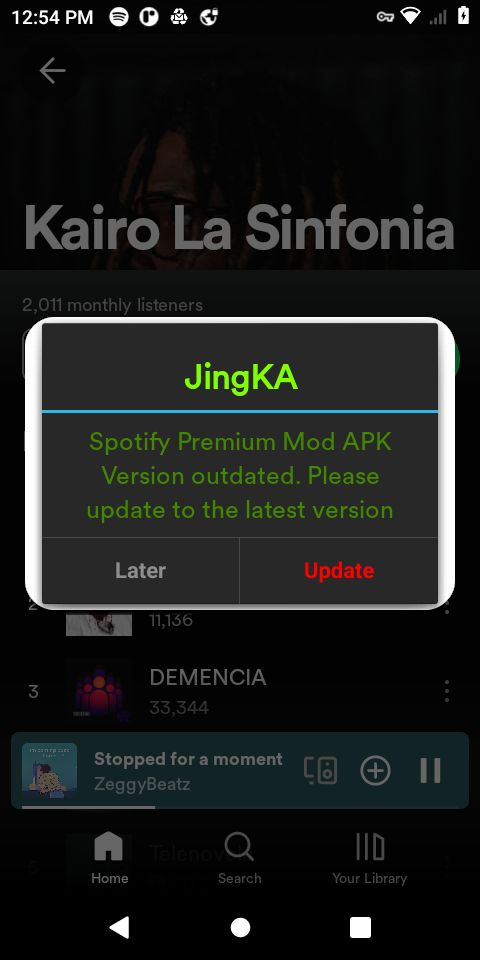 12:54 PM
Kairo La Sinfonia
2,011 monthly listeners
JingKA
Spotify Premium Mod APK
Version outdated. Please
update to the latest version
Later
Update
2
11,136
3
DEMENCIA
33,344
Stopped for a moment
ZeggyBeatz
5
Home
Search
Your Library